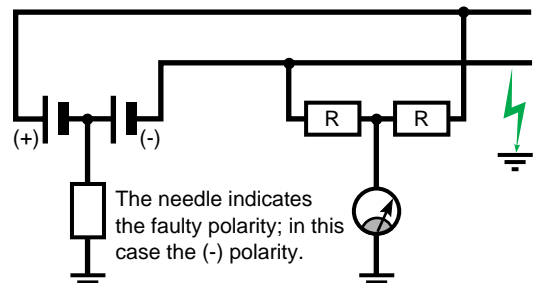 R
R
(+)
(-)
The needle indicates
the faulty polarity; in this
case the (-) polarity.